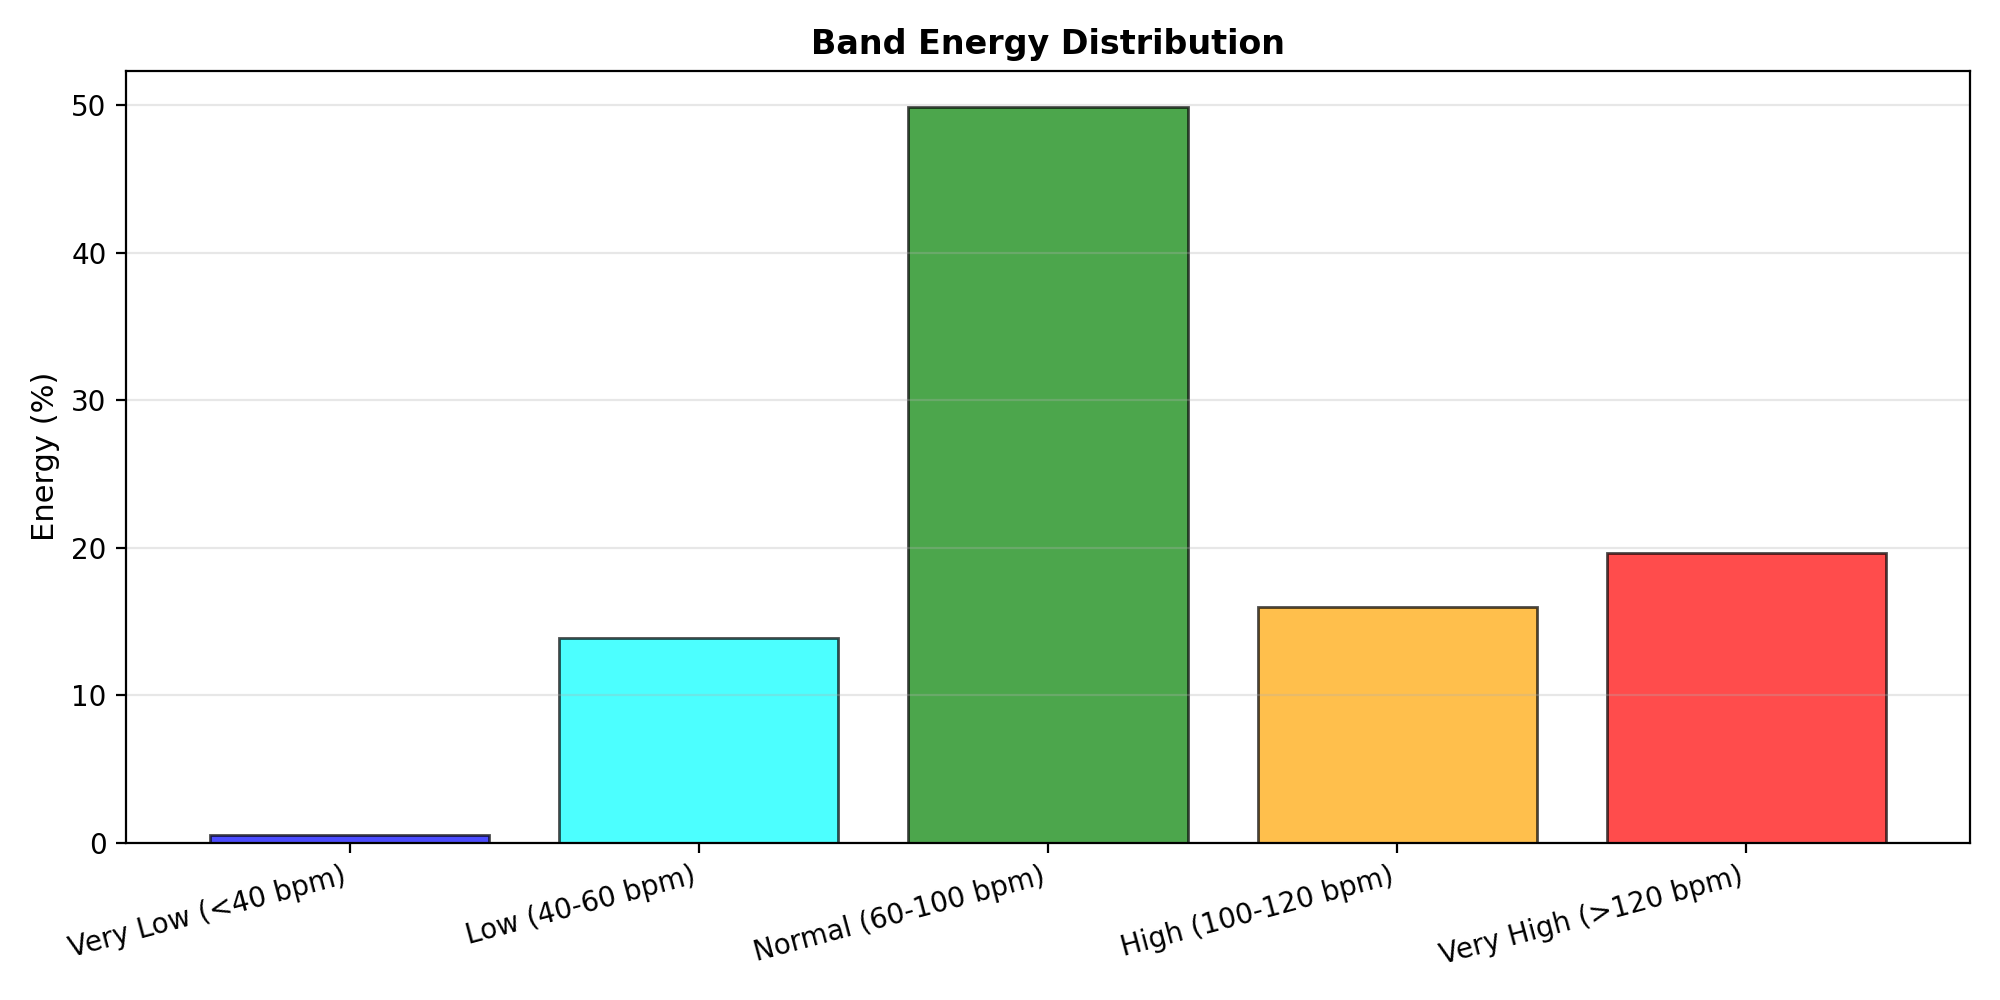 Band Energy Distribution
Energy (%)
50
40
30
20
10
0
Very Low (<40 bpm)
Low (40-60 bpm)
Normal (60-100 bpm)
High (100-120 bpm)
Very High (>120 bpm)